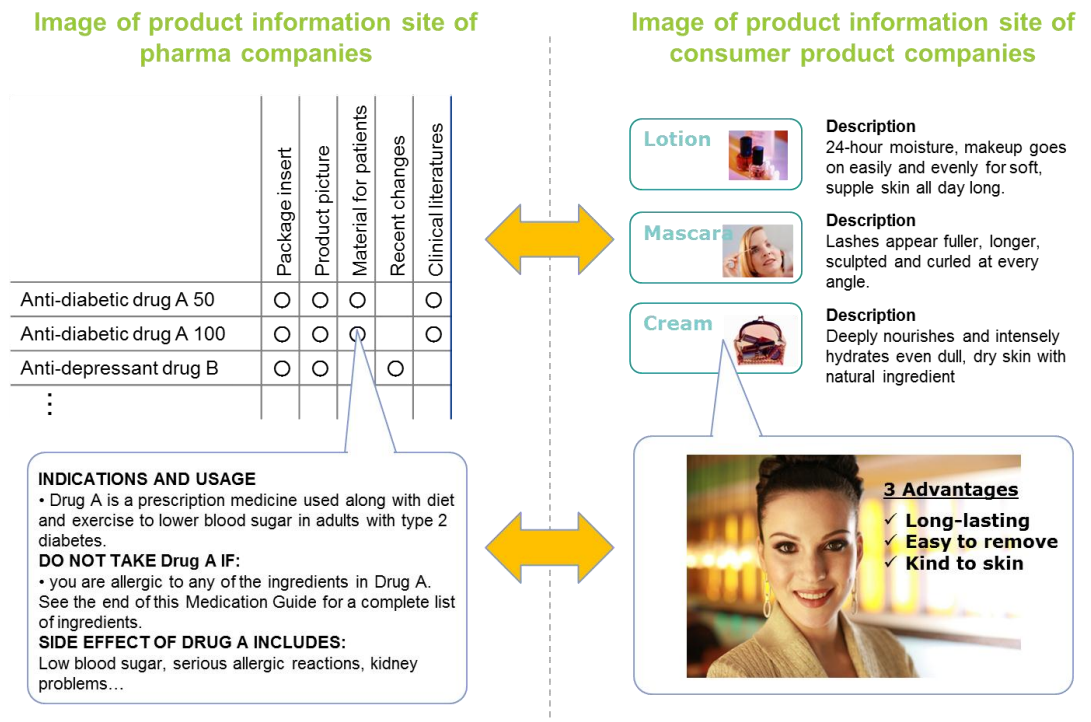 Image of product information site of
pharma companies
Image of product information site of
consumer product companies
Package insert
Product picture
Material for patients
Recent changes
Clinical literatures
Anti-diabetic drug A 50
Anti-diabetic drug A 100
Anti-depressant drug B
INDICATIONS AND USAGE
• Drug A is a prescription medicine used along with diet
and exercise to lower blood sugar in adults with type 2
diabetes.
DO NOT TAKE Drug A IF:
• you are allergic to any of the ingredients in Drug A.
See the end of this Medication Guide for a complete list
of ingredients.
SIDE EFFECT OF DRUG A INCLUDES:
Low blood sugar, serious allergic reactions, kidney
problems…
Lotion
Description
24-hour moisture, makeup goes
on easily and evenly for soft,
supple skin all day long.
Mascara
Description
Lashes appear fuller, longer,
sculpted and curled at every
angle.
Cream
Description
Deeply nourishes and intensely
hydrates even dull, dry skin with
natural ingredient
3 Advantages
✓ Long-lasting
✓ Easy to remove
✓ Kind to skin